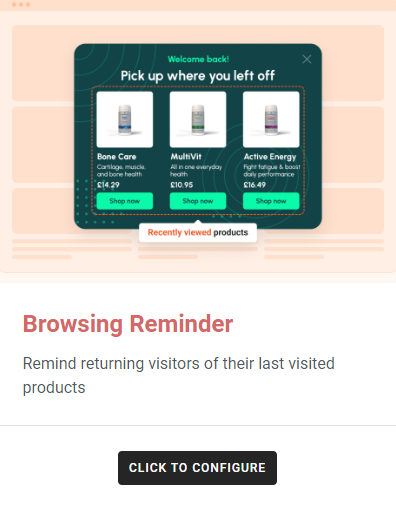 Welcome back!
Pick up where you left off
Bone Care
Cartilage, muscle,
and bone health
£14.29
Shop now
MultiVit
All in one everyday
health
£10.95
Shop now
Active Energy
Fight fatigue & boost
daily performance
£16.49
Shop now
Recently viewed products
Browsing Reminder
Remind returning visitors of their last visited
products
CLICK TO CONFIGURE